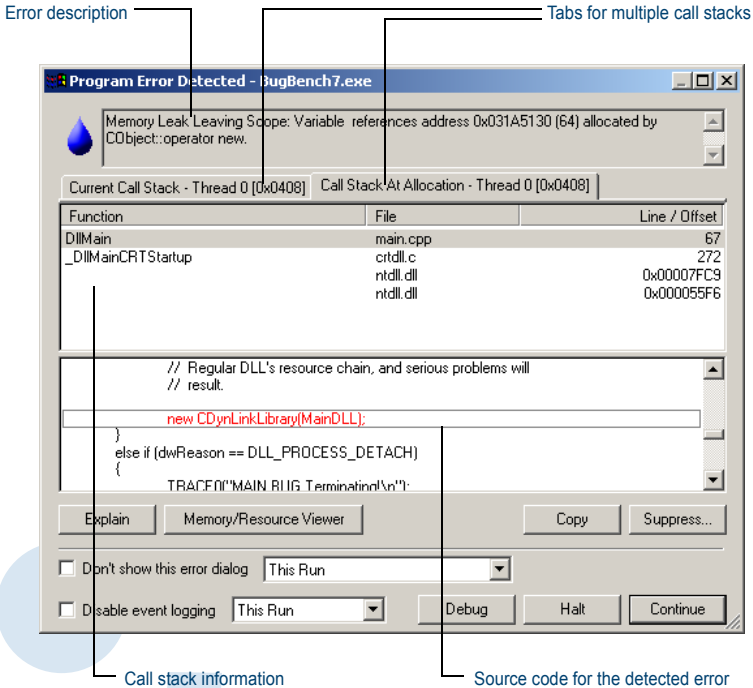 Error description
Tabs for multiple call stacks
Program Error Detected - BugBench7.exe
Memory Leak Leaving Scope: Variable references address 0x031A5130 (64) allocated by
CObject::operator new.
Current Call Stack - Thread 0 [0x0408]
Call Stack At Allocation - Thread 0 [0x0408]
Function File Line / Offset
DllMain main.cpp 67
_DllMainCRTStartup crtdll.c 272
ntdll.dll 0x00007FC9
ntdll.dll 0x000055F6
// Regular DLL's resource chain, and serious problems will
// result.
new CDynLinkLibrary(MainDLL);
}
else if (dwReason == DLL_PROCESS_DETACH)
{
TRACE0("MAIN BUG Terminating!\n");
Explain Memory/Resource Viewer Copy Suppress...
Don't show this error dialog This Run
Disable event logging This Run Debug Halt Continue
Call stack information
Source code for the detected error